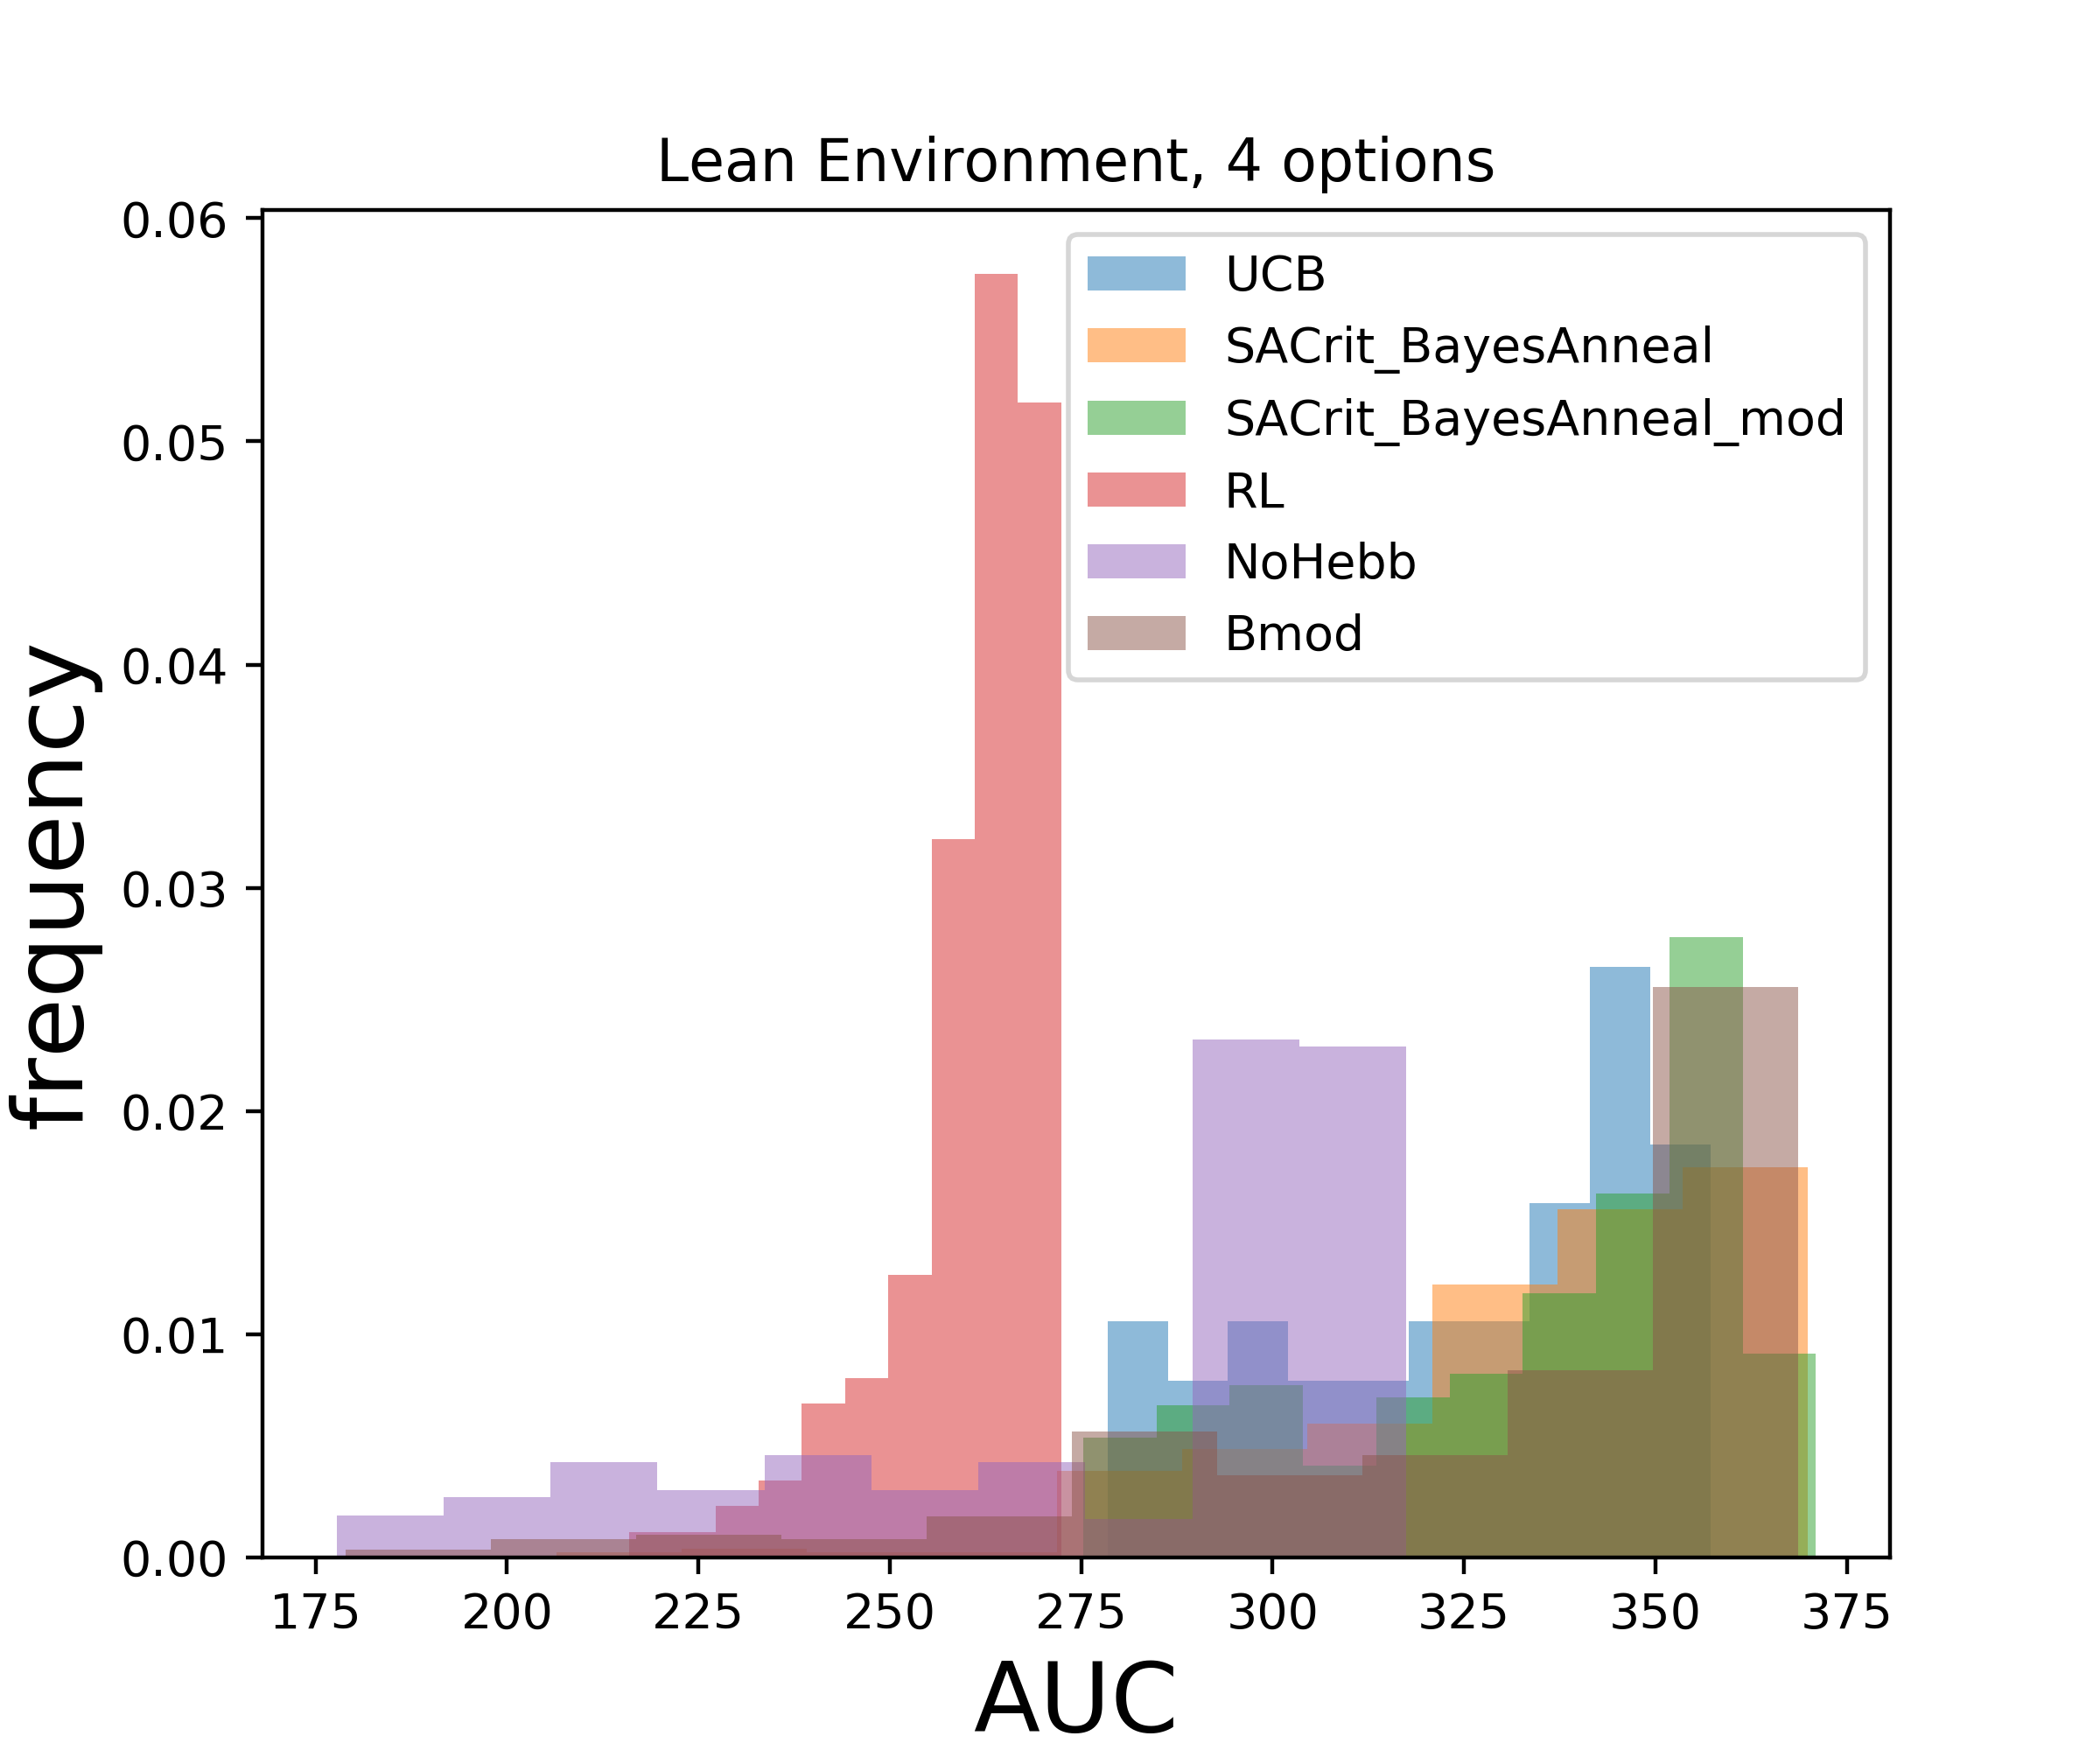 Lean Environment, 4 options
0.06
0.05
0.04
0.03
0.02
0.01
0.00
frequency
UCB
SACrit_BayesAnneal
SACrit_BayesAnneal_mod
RL
NoHebb
Bmod
175 200 225 250 275 300 325 350 375
AUC